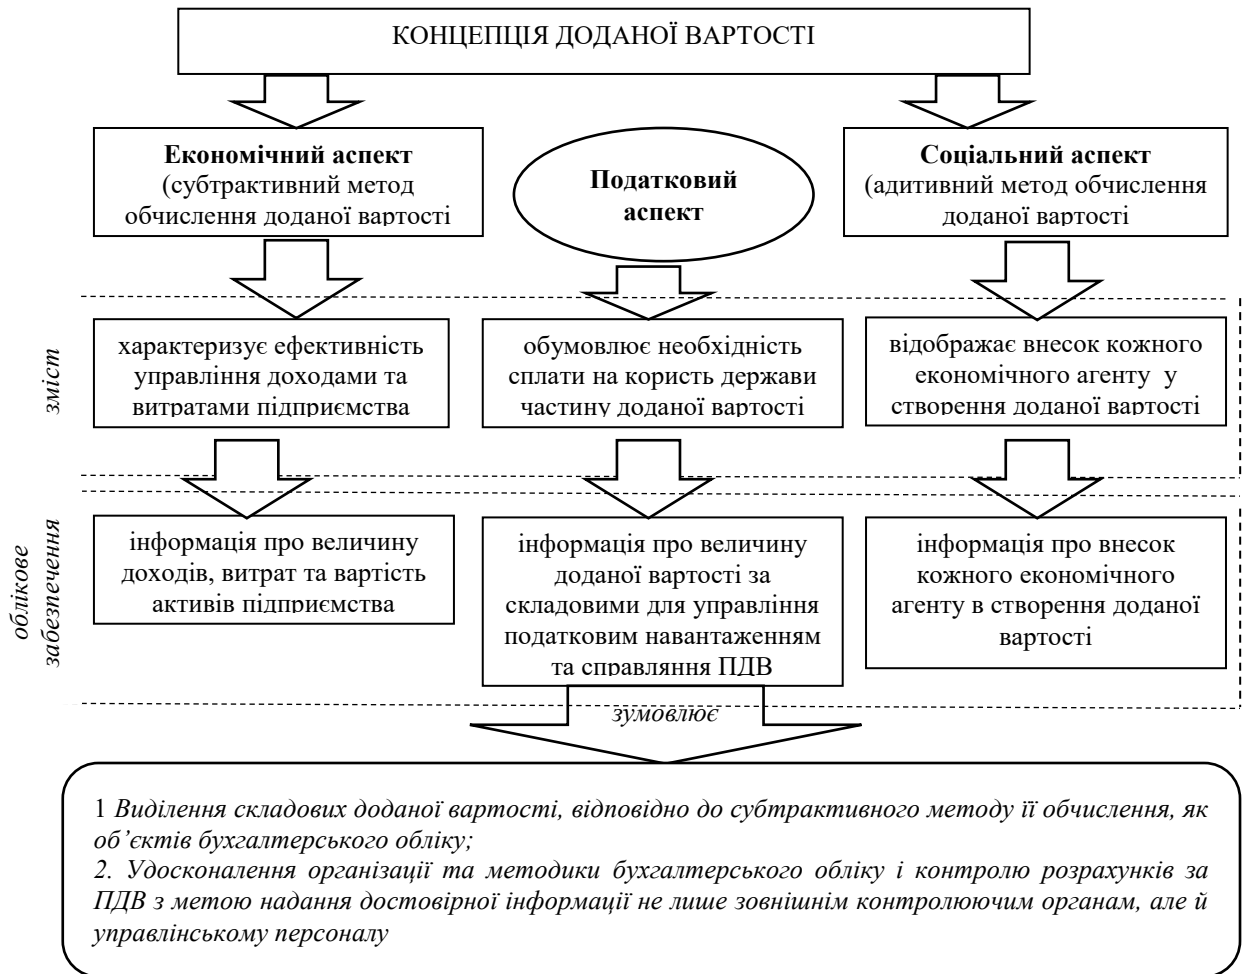 КОНЦЕПЦІЯ ДОДАНОЇ ВАРТОСТІ
Економічний аспект
(субтрактивний метод
обчислення доданої вартості
Податковий
аспект
Соціальний аспект
(адитивний метод обчислення
доданої вартості
зміст
характеризує ефективність
управління доходами та
витратами підприємства
обумовлює необхідність
сплати на користь держави
частину доданої вартості
відображає внесок кожного
економічного агенту у
створення доданої вартості
облікове
забезпечення
інформація про величину
доходів, витрат та вартість
активів підприємства
інформація про величину
доданої вартості за
складовими для управління
податковим навантаженням
та справляння ПДВ
інформація про внесок
кожного економічного
агенту в створення доданої
вартості
зумовлює
1 Виділення складових доданої вартості, відповідно до субтрактивного методу її обчислення, як
об’єктів бухгалтерського обліку;
2. Удосконалення організації та методики бухгалтерського обліку і контролю розрахунків за
ПДВ з метою надання достовірної інформації не лише зовнішнім контролюючим органам, але й
управлінському персоналу